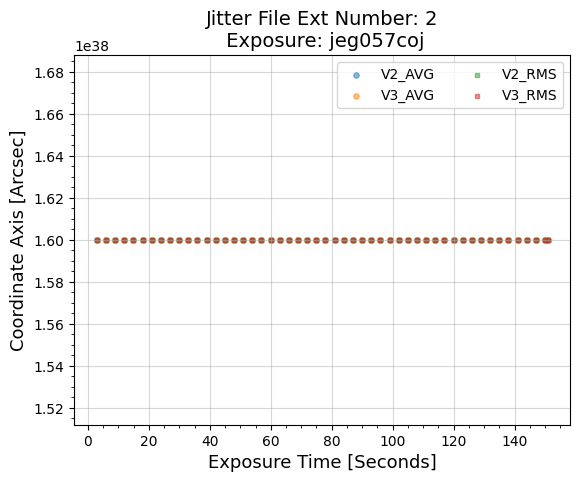 Jitter File Ext Number: 2
Exposure: jeg057coj
1e38
V2_AVG
V3_AVG
V2_RMS
V3_RMS
Coordinate Axis [Arcsec]
1.68
1.66
1.64
1.62
1.60
1.58
1.56
1.54
1.52
0 20 40 60 80 100 120 140
Exposure Time [Seconds]